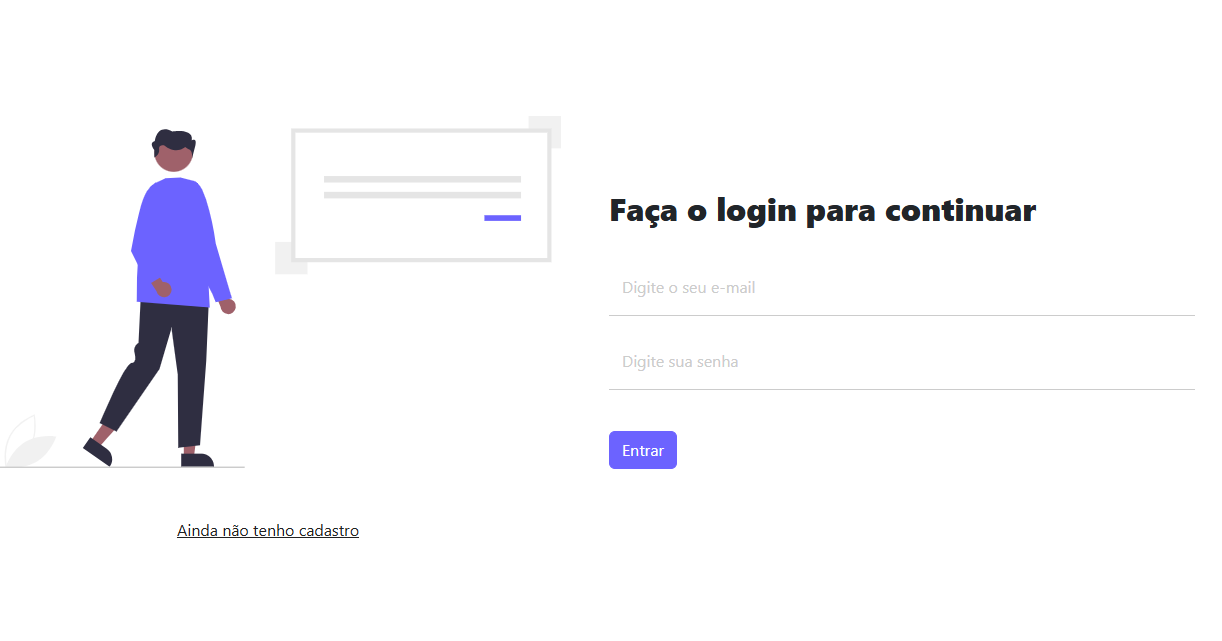 Faça o login para continuar
Digite o seu e-mail
Digite sua senha
Entrar
Ainda não tenho cadastro